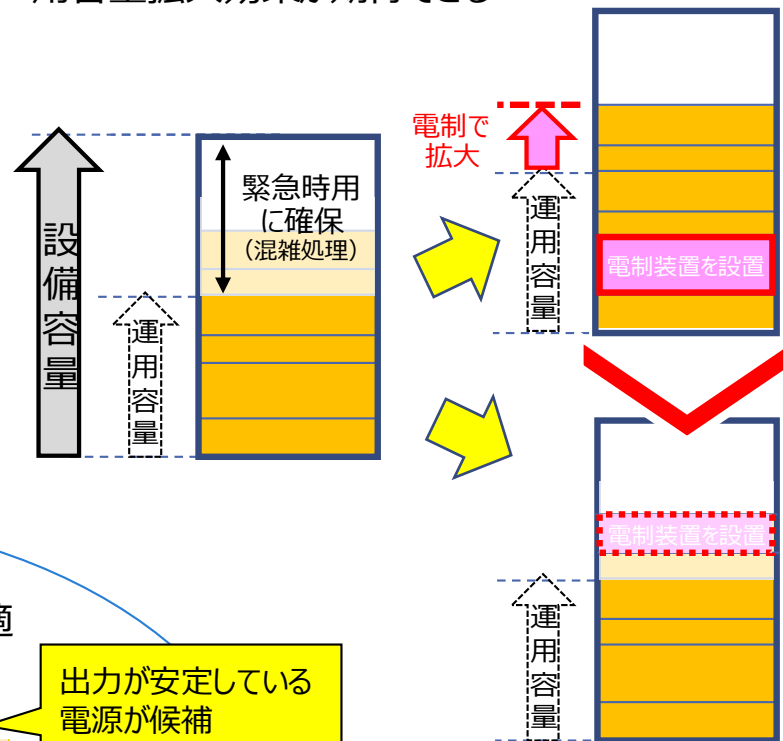 電制で
拡大
緊急時用
に確保
（混雑処理）
設備容量
運用容量
運用容量
電制装置を設置
電制装置を設置
運用容量
適
出力が安定している
電源が候補